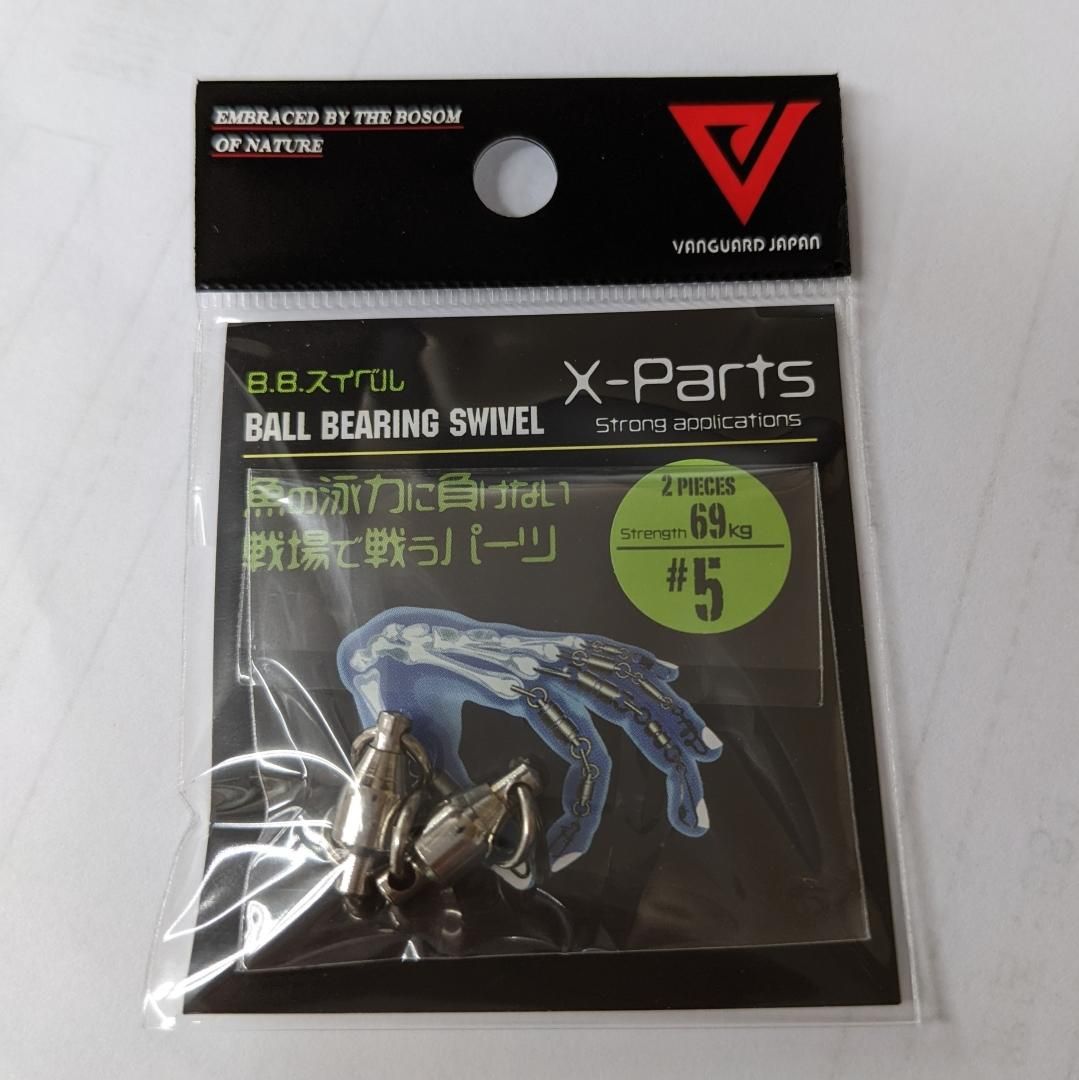 EMBRACED BY THE BOSOM
OF NATURE
VANGUARD JAPAN
B.B.スイベル
BALL BEARING SWIVEL
X-Parts
Strong applications
魚の泳力に負けない
戦場で戦うパーツ
2 PIECES
Strength 69kg
#5